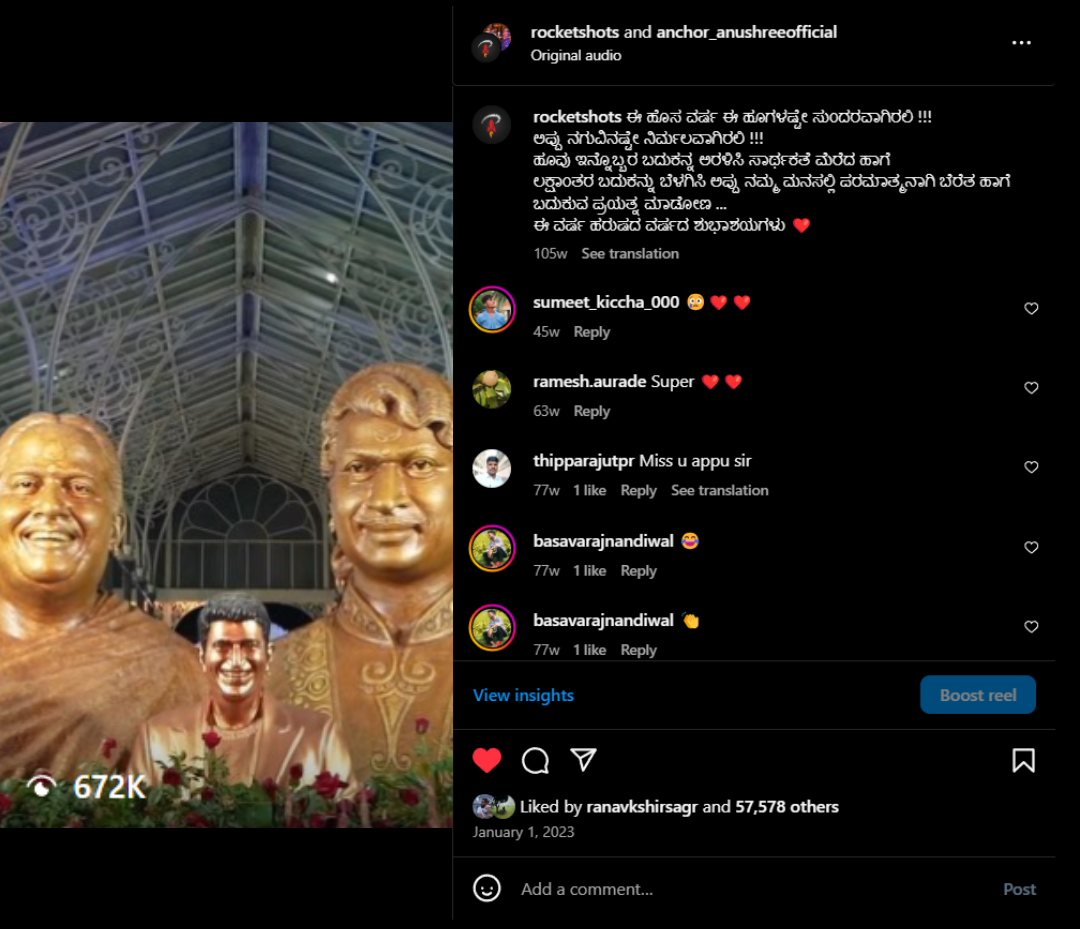 rocketshots and anchor_anushreeofficial
Original audio
rocketshots ಈ ಹೊಸ ವರ್ಷ ಈ ಹೂಗಳಷ್ಟೇ ಸುಂದರವಾಗಿರಲಿ !!!
ಅಪ್ಪು ನಗುವಿನಷ್ಟೇ ನಿರ್ಮಲವಾಗಿರಲಿ !!!
ಹೂವು ಇನ್ನೊಬ್ಬರ ಬದುಕನ್ನ ಅರಳಿಸಿ ಸಾರ್ಥಕತೆ ಮೆರೆದ ಹಾಗೆ
ಲಕ್ಷಾಂತರ ಬದುಕನ್ನು ಬೆಳಗಿಸಿ ಅಪ್ಪು ನಮ್ಮ ಮನಸಲ್ಲಿ ಪರಮಾತ್ಮನಾಗಿ ಬೆರೆತ ಹಾಗೆ
ಬದುಕುವ ಪ್ರಯತ್ನ ಮಾಡೋಣ ...
ಈ ವರ್ಷ ಹರುಷದ ವರ್ಷದ ಶುಭಾಶಯಗಳು ❤️
105w See translation
sumeet_kiccha_000 😢❤️❤️
45w Reply
ramesh.aurade Super ❤️❤️
63w Reply
thipparajutpr Miss u appu sir
77w 1 like Reply See translation
basavarajnandiwal 😂
77w 1 like Reply
basavarajnandiwal 👏
77w 1 like Reply
View insights Boost reel
672K
Liked by ranavkshirsagr and 57,578 others
January 1, 2023
Add a comment... Post